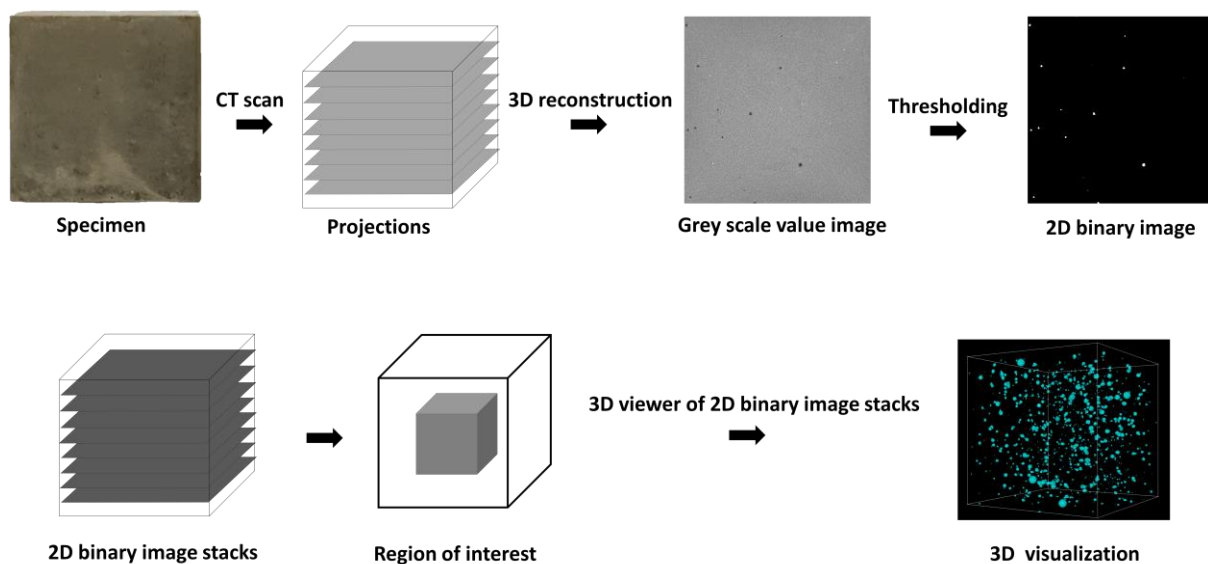 CT scan
3D reconstruction
Thresholding
Specimen
Projections
Grey scale value image
2D binary image
3D viewer of 2D binary image stacks
2D binary image stacks
Region of interest
3D visualization